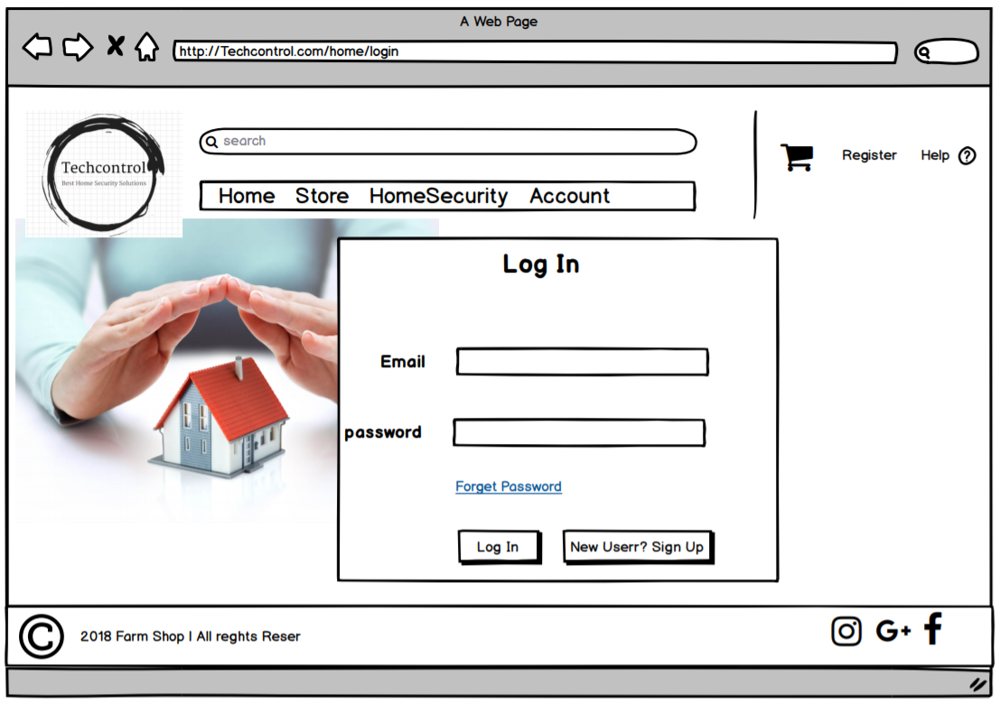 A Web Page
http://Techcontrol.com/home/login
Techcontrol
Best Home Security Solutions
search
Register
Help ?
Home Store HomeSecurity Account
Log In
Email
password
Forget Password
Log In
New Userr? Sign Up
© 2018 Farm Shop | All reghts Reser
G+ f